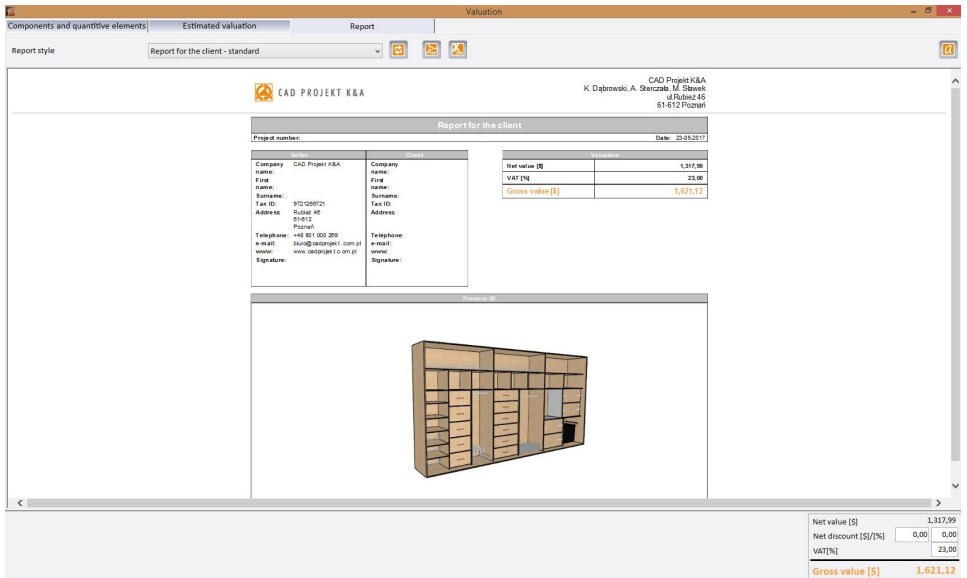 Valuation
Components and quantitive elements Estimated valuation Report
Report style Report for the client - standard
CAD PROJEKT K&A
CAD Projekt K&A
K. Dąbrowski, A. Sterczała, M. Sławek
ul.Rubież 46
61-612 Poznań
Report for the client
Project number: Date: 23-05-2017
Seller Client
Company name: CAD Projekt K&A Company name:
First name: First name:
Surname: Surname:
Tax ID: 9721266721 Tax ID:
Address: Rubież 46 Address:
61-612
Poznań
Telephone: +48 601 000 269 Telephone:
e-mail: biuro@cadprojekt .com.pl e-mail:
www: www.cadprojekt.c om.pl www:
Signature: Signature:
Valuation
Net value [$] 1,317,99
VAT [%] 23,00
Gross value [$] 1,621,12
Preview 3D
Net value [$] 1,317,99
Net discount [$]/[%] 0,00 0,00
VAT[%] 23,00
Gross value [$] 1,621,12